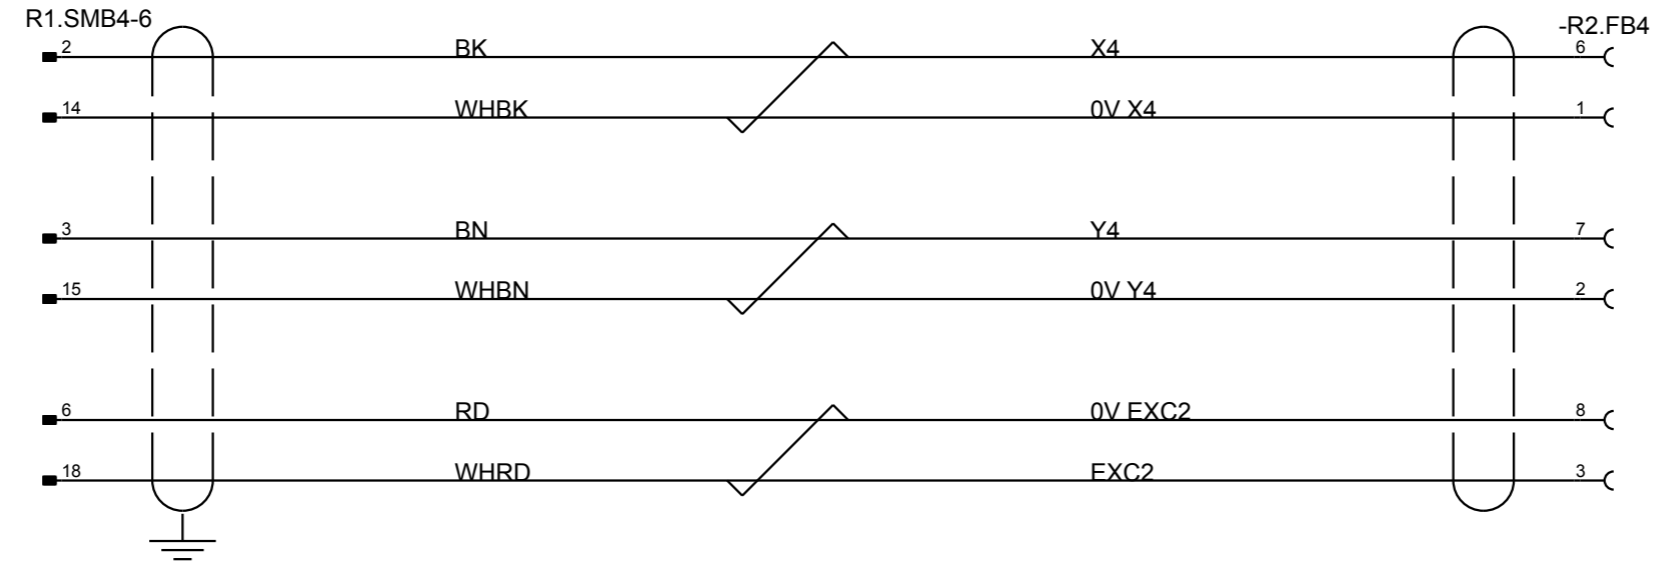 R1.SMB4-6 -R2.FB4
2 BK X4 6
14 WHBK 0V X4 1
3 BN Y4 7
15 WHBN 0V Y4 2
6 RD 0V EXC2 8
18 WHRD EXC2 3